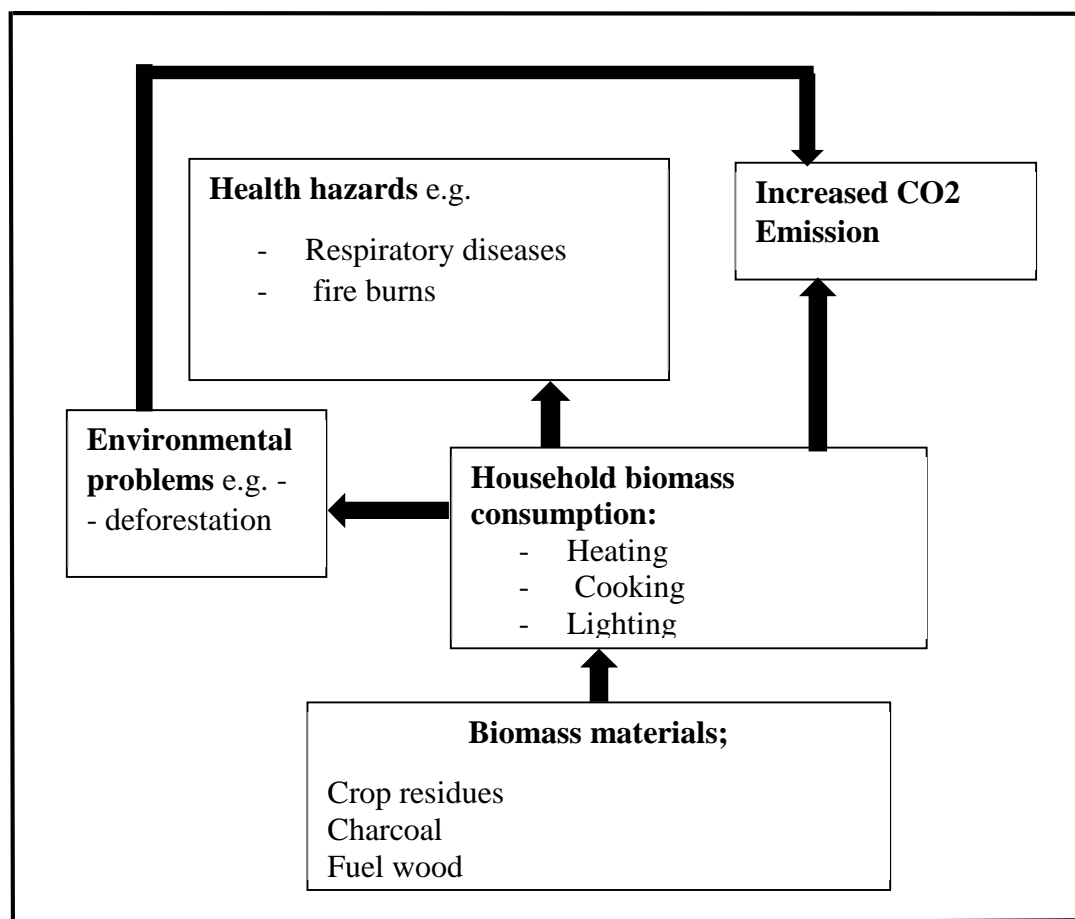 Health hazards e.g.
- Respiratory diseases
- fire burns
Increased CO2
Emission
Environmental
problems e.g. -
- deforestation
Household biomass
consumption:
- Heating
- Cooking
- Lighting
Biomass materials;
Crop residues
Charcoal
Fuel wood